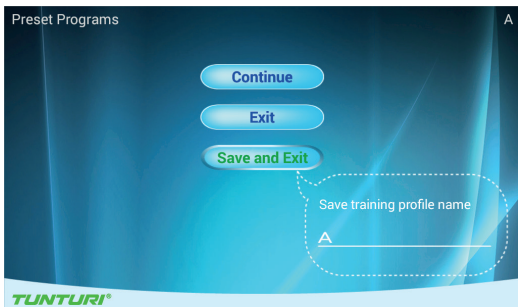 Preset Programs A
Continue
Exit
Save and Exit
Save training profile name
A
TUNTURI®